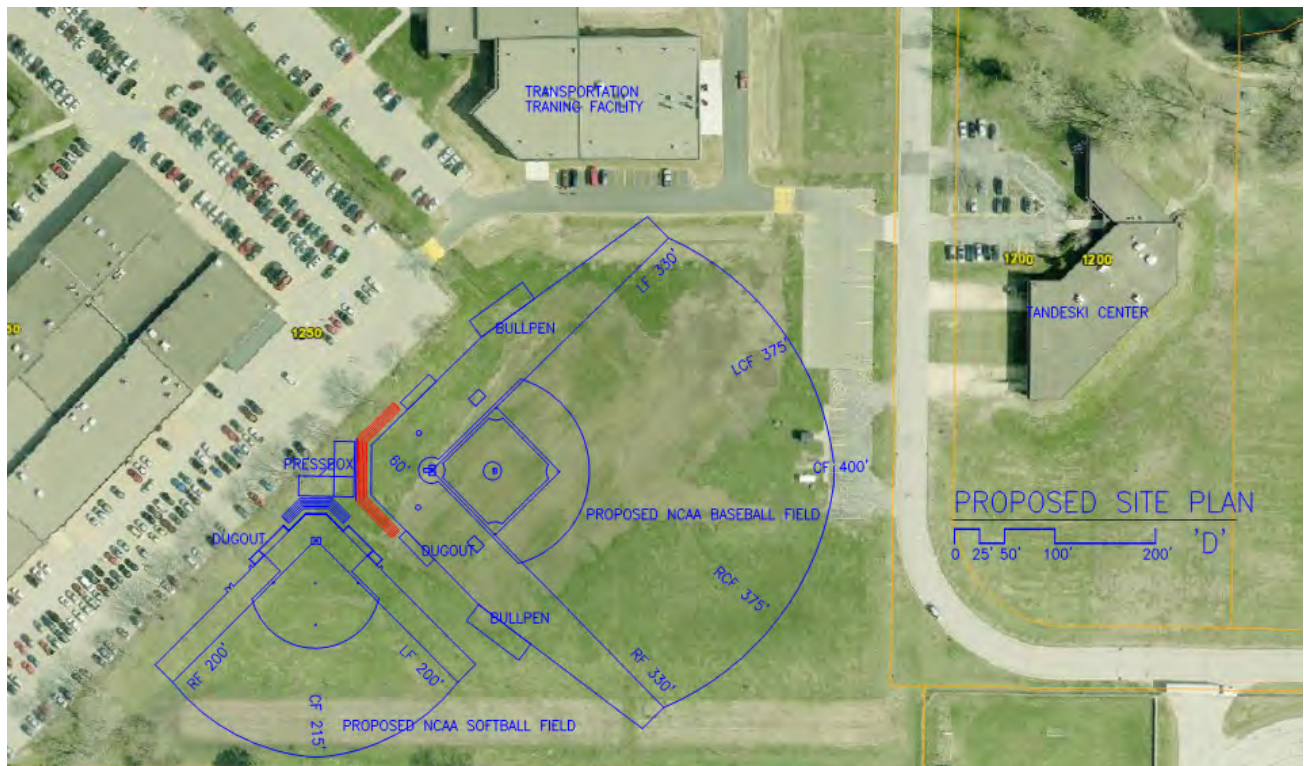 TRANSPORTATION
TRANING FACILITY
1200
1200
TANDESKI CENTER
LF 330'
BULLPEN
1250
LCF 375'
PRESSBOX
60'
CF 400'
PROPOSED NCAA BASEBALL FIELD
DUGOUT
DUGOUT
RCF 375'
BULLPEN
RF 330'
RF 200'
LF 200'
CF 215'
PROPOSED NCAA SOFTBALL FIELD
PROPOSED SITE PLAN
'D'
0 25' 50' 100' 200'